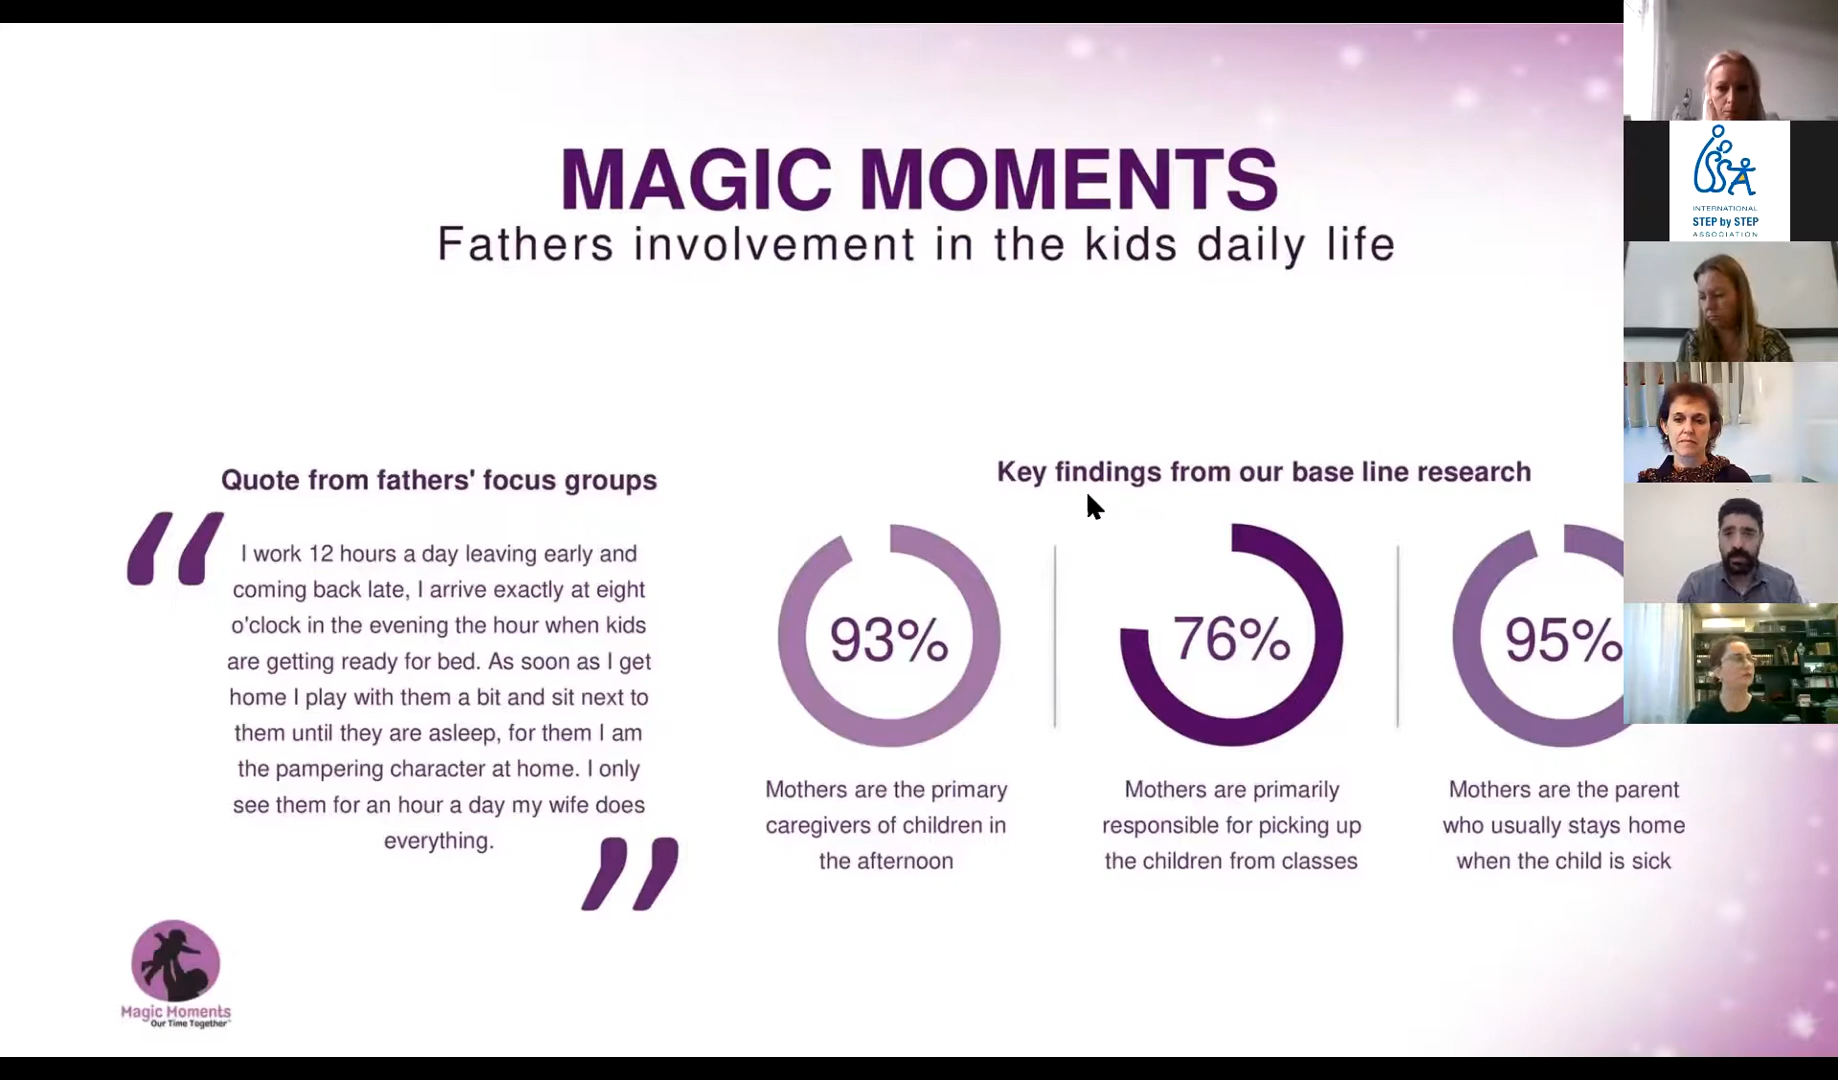 MAGIC MOMENTS
Fathers involvement in the kids daily life
Quote from fathers' focus groups
“
I work 12 hours a day leaving early and
coming back late, I arrive exactly at eight
o'clock in the evening the hour when kids
are getting ready for bed. As soon as I get
home I play with them a bit and sit next to
them until they are asleep, for them I am
the pampering character at home. I only
see them for an hour a day my wife does
everything.
”
Key findings from our base line research
93%
Mothers are the primary
caregivers of children in
the afternoon
76%
Mothers are primarily
responsible for picking up
the children from classes
95%
Mothers are the parent
who usually stays home
when the child is sick
Magic Moments
Our Time Together
ISSA
INTERNATIONAL
STEP by STEP
ASSOCIATION